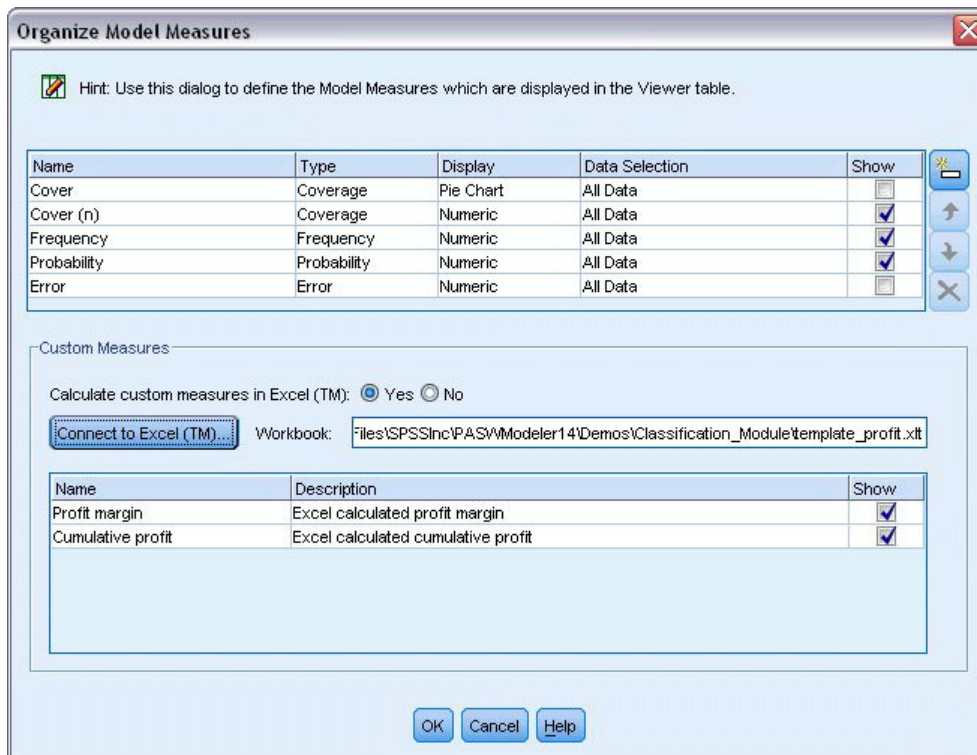 Organize Model Measures
Hint: Use this dialog to define the Model Measures which are displayed in the Viewer table.
Name Type Display Data Selection Show
Cover Coverage Pie Chart All Data
Cover (n) Coverage Numeric All Data
Frequency Frequency Numeric All Data
Probability Probability Numeric All Data
Error Error Numeric All Data
Custom Measures
Calculate custom measures in Excel (TM): Yes No
Connect to Excel (TM)... Workbook: Files\SPSSInc\PASWModeler14\Demos\Classification_Module\template_profit.xlt
Name Description Show
Profit margin Excel calculated profit margin
Cumulative profit Excel calculated cumulative profit
OK Cancel Help